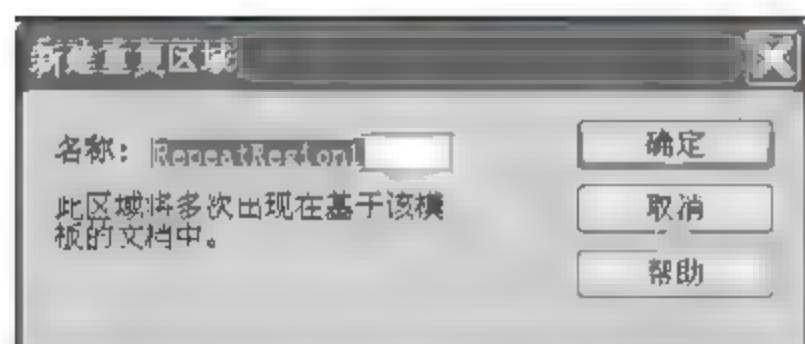 新建重复区域
名称： RepeatRegion1
确定
此区域将多次出现在基于该模
板的文档中。
取消
帮助